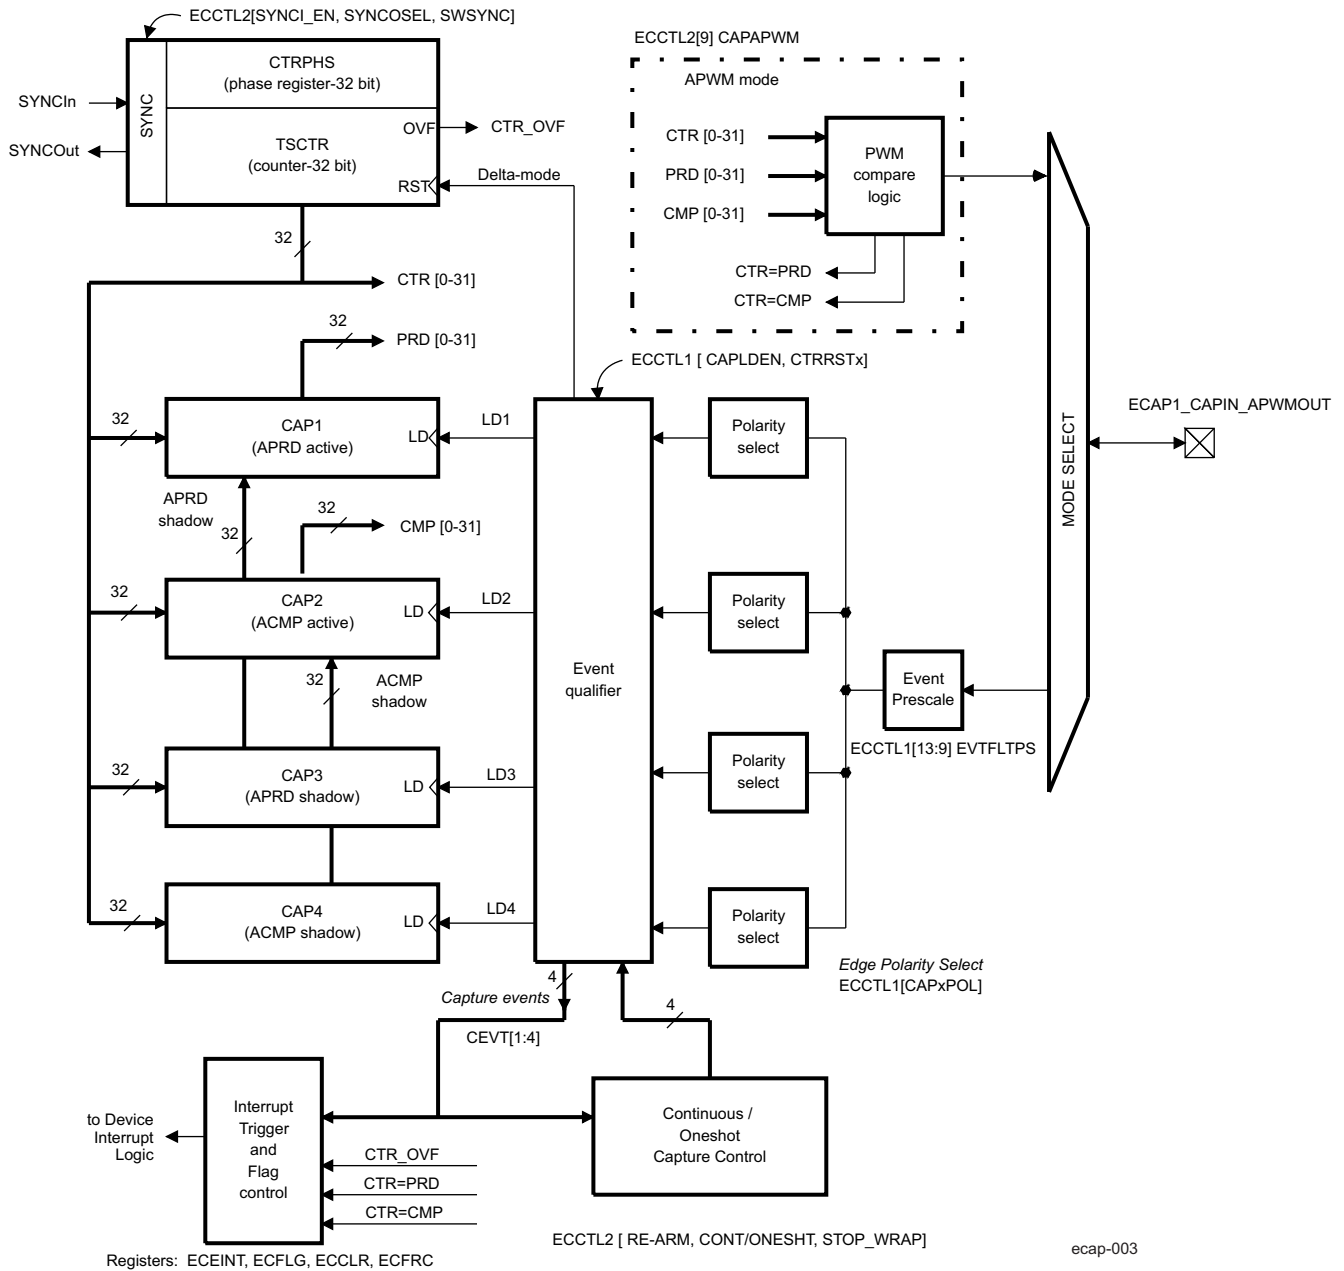 ECCTL2[SYNCI_EN, SYNCOSEL, SWSYNC]
ECCTL2[9] CAPAPWM
CTRPHS
(phase register-32 bit)
APWM mode
SYNCIn
SYNC
SYNCOut
OVF
CTR_OVF
TSCTR
(counter-32 bit)
RST
Delta-mode
CTR [0-31]
PRD [0-31]
CMP [0-31]
PWM
compare
logic
CTR=PRD
CTR=CMP
32
CTR [0-31]
32
PRD [0-31]
ECCTL1 [ CAPLDEN, CTRRSTx]
32
CAP1
(APRD active)
LD
LD1
Polarity
select
MODE SELECT
ECAP1_CAPIN_APWMOUT
APRD
shadow
32
32
CMP [0-31]
32
CAP2
(ACMP active)
LD
LD2
Polarity
select
32
ACMP
shadow
Event
qualifier
Event
Prescale
ECCTL1[13:9] EVTFLTPS
32
CAP3
(APRD shadow)
LD
LD3
Polarity
select
32
CAP4
(ACMP shadow)
LD
LD4
Polarity
select
Edge Polarity Select
ECCTL1[CAPxPOL]
4
Capture events
CEVT[1:4]
4
to Device
Interrupt
Logic
Interrupt
Trigger
and
Flag
control
CTR_OVF
CTR=PRD
CTR=CMP
Continuous /
Oneshot
Capture Control
ECCTL2 [ RE-ARM, CONT/ONESHT, STOP_WRAP]
Registers: ECEINT, ECFLG, ECCLR, ECFRC
ecap-003